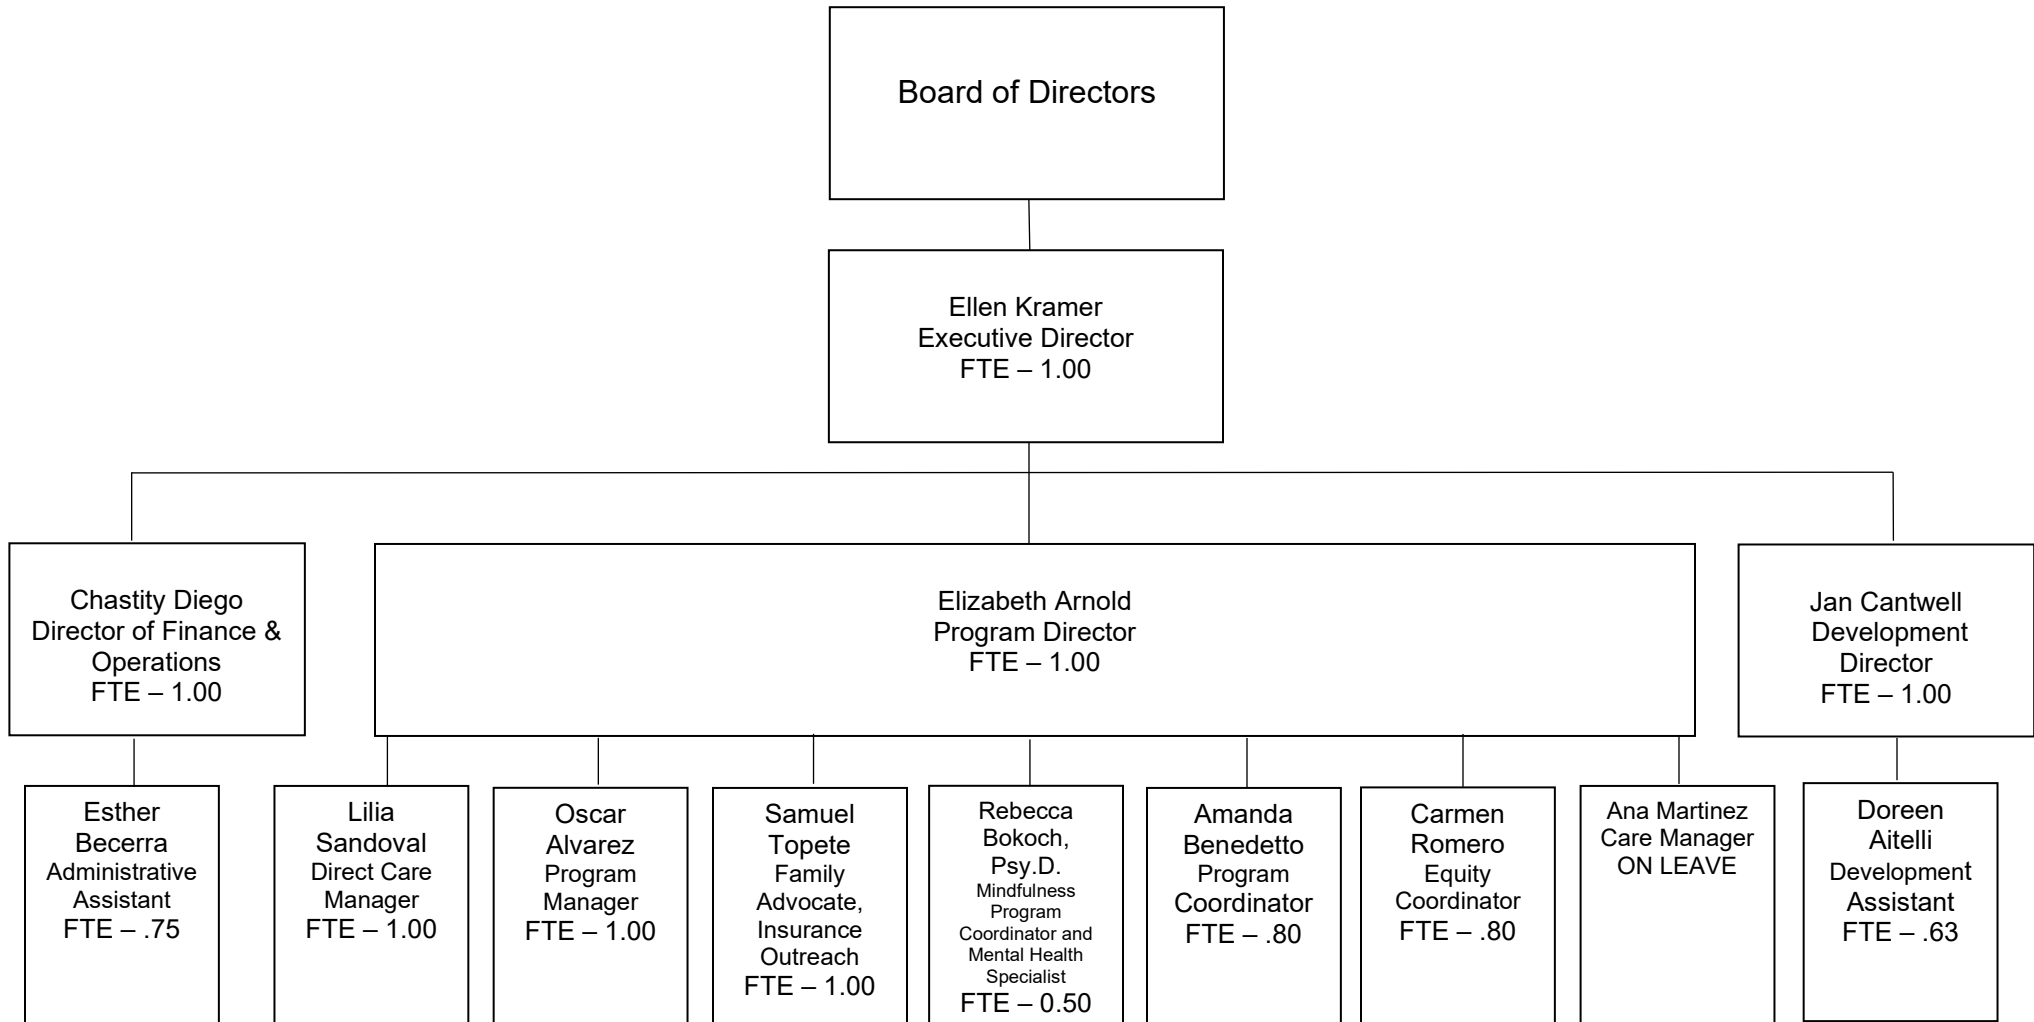 Board of Directors
Ellen Kramer
Executive Director
FTE – 1.00
Chastity Diego
Director of Finance &
Operations
FTE – 1.00
Elizabeth Arnold
Program Director
FTE – 1.00
Jan Cantwell
Development
Director
FTE – 1.00
Esther
Becerra
Administrative
Assistant
FTE – .75
Lilia
Sandoval
Direct Care
Manager
FTE – 1.00
Oscar
Alvarez
Program
Manager
FTE – 1.00
Samuel
Topete
Family
Advocate,
Insurance
Outreach
FTE – 1.00
Rebecca
Bokoch,
Psy.D.
Mindfulness
Program
Coordinator and
Mental Health
Specialist
FTE – 0.50
Amanda
Benedetto
Program
Coordinator
FTE – .80
Carmen
Romero
Equity
Coordinator
FTE – .80
Ana Martinez
Care Manager
ON LEAVE
Doreen
Aitelli
Development
Assistant
FTE – .63